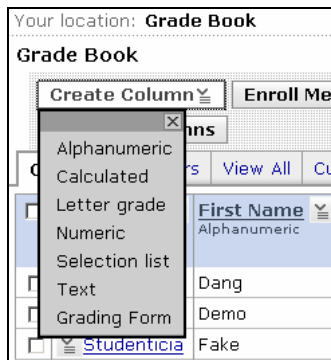 Your location: Grade Book
Grade Book
Create Column Enroll Me
nns
Alphanumeric
Calculated
Letter grade
Numeric
Selection list
Text
Grading Form
rs View All Cu
First Name
Alphanumeric
Dang
Demo
Studenticia Fake